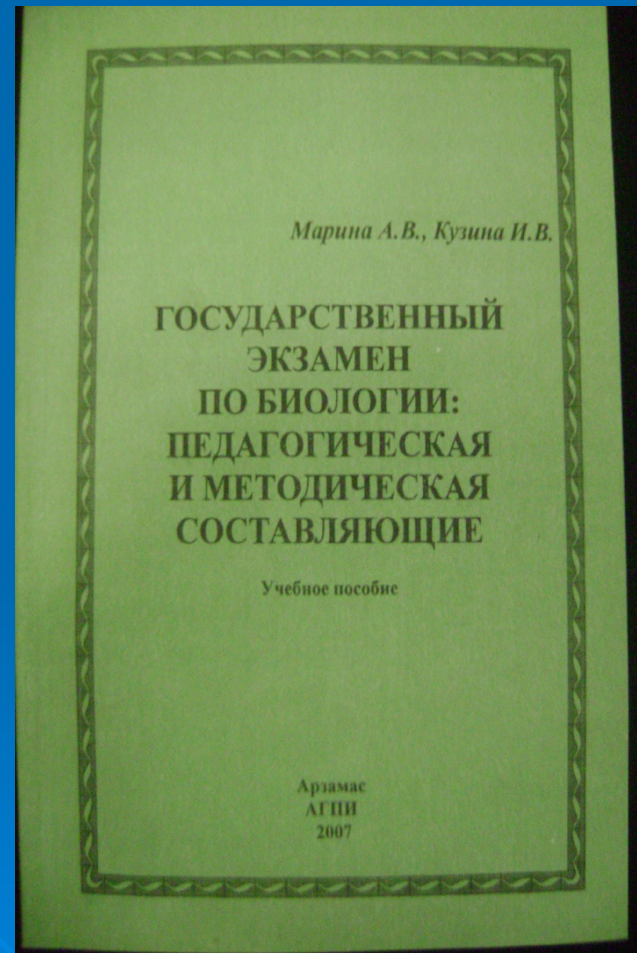 Марина А.В., Кузина И.В.
ГОСУДАРСТВЕННЫЙ
ЭКЗАМЕН
ПО БИОЛОГИИ:
ПЕДАГОГИЧЕСКАЯ
И МЕТОДИЧЕСКАЯ
СОСТАВЛЯЮЩИЕ
Учебное пособие
Арзамас
АГПИ
2007